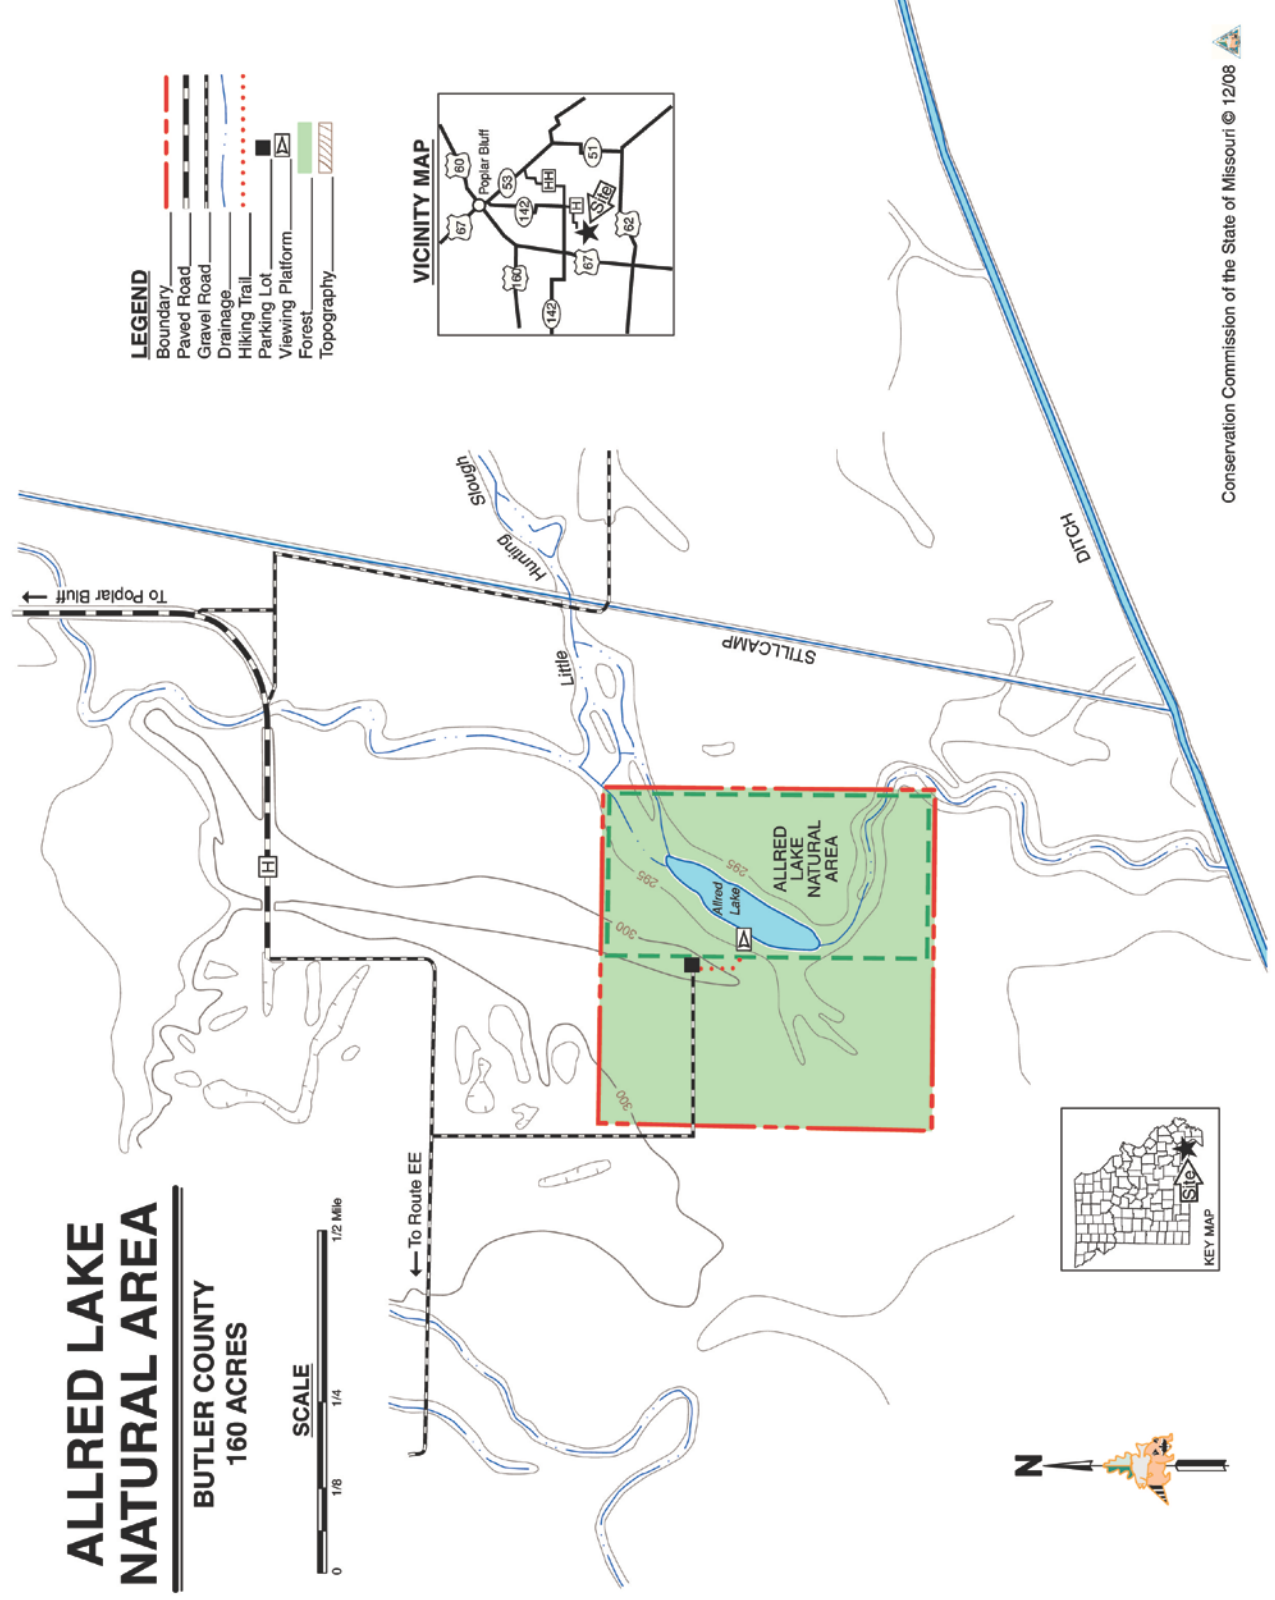 ALLRED LAKE
NATURAL AREA
BUTLER COUNTY
160 ACRES
SCALE
0
1/8
1/4
1/2 Mile
LEGEND
Boundary
Paved Road
Gravel Road
Drainage
Hiking Trail
Parking Lot
Viewing Platform
Forest
Topography
VICINITY MAP
67
60
Poplar Bluff
160
53
142
HH
142
H
Site
51
67
62
To Poplar Bluff
H
To Route EE
Slough
Hunting
Little
STILLCAMP
DITCH
300
300
295
295
Allred
Lake
ALLRED
LAKE
NATURAL
AREA
N
Site
KEY MAP
Conservation Commission of the State of Missouri © 12/08